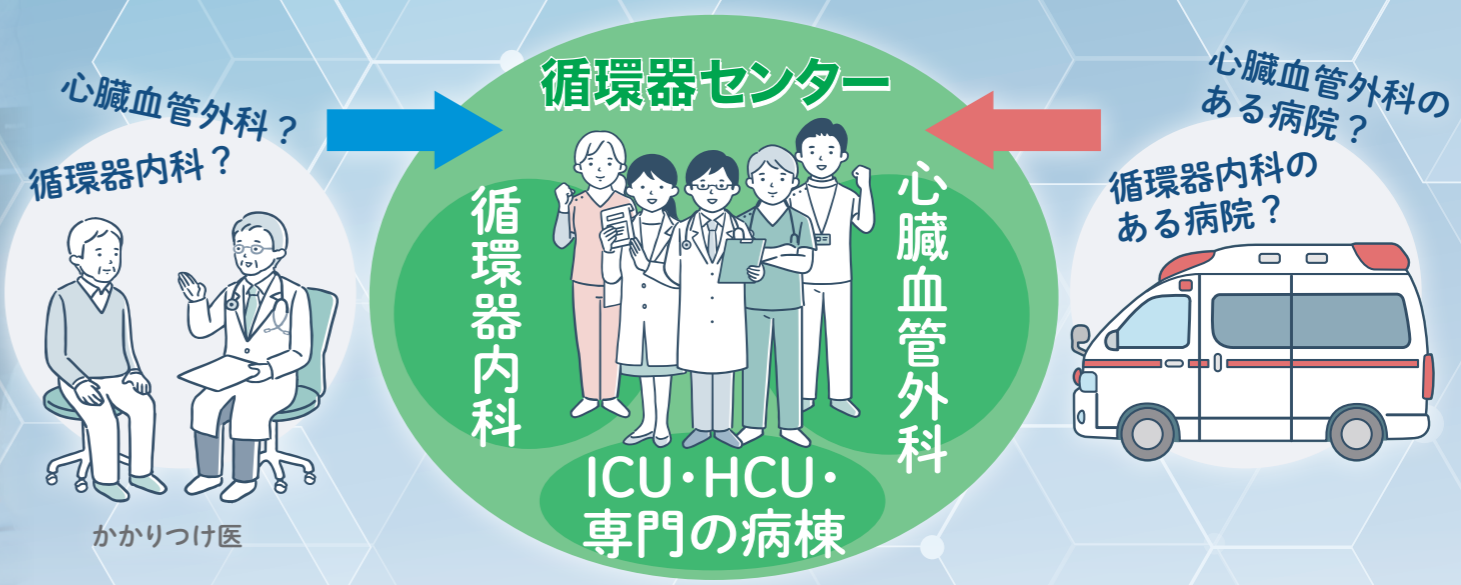 循環器センター
心臓血管外科？
循環器内科？
かかりつけ医
循環器内科
心臓血管外科
ICU・HCU・
専門の病棟
心臓血管外科の
ある病院？
循環器内科の
ある病院？